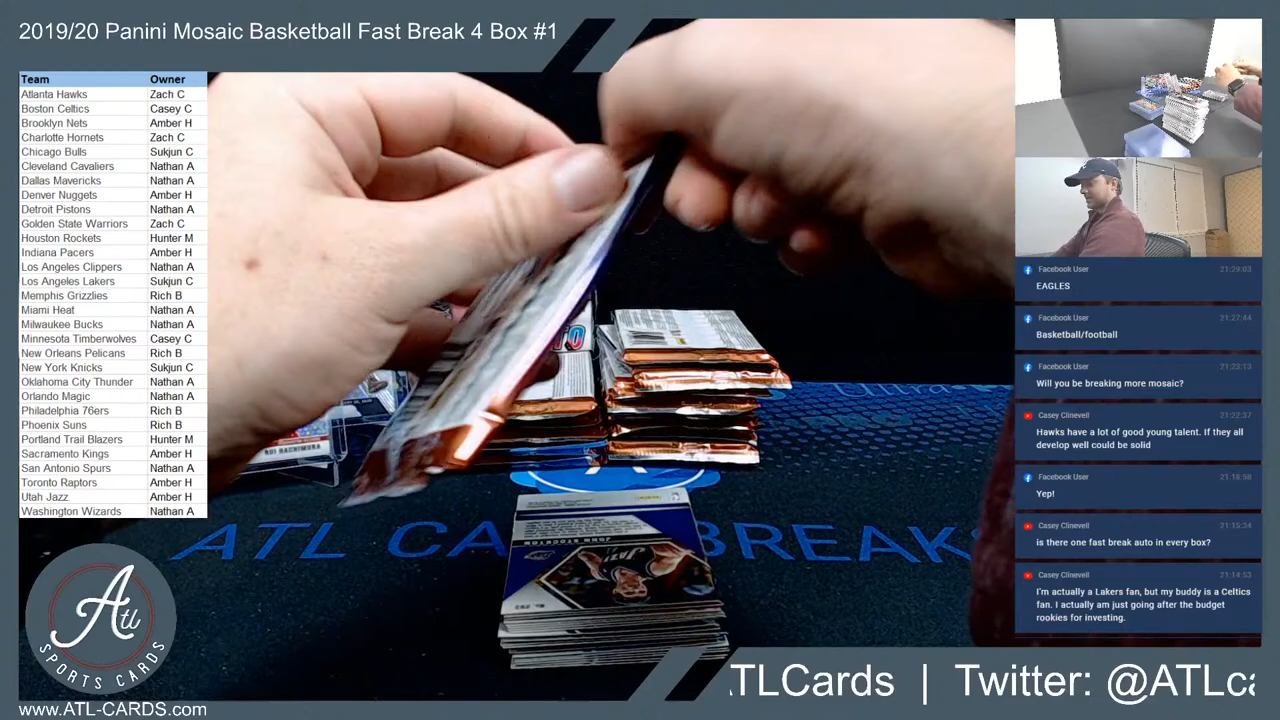 2019/20 Panini Mosaic Basketball Fast Break 4 Box #1
Team Owner
Atlanta Hawks Zach C
Boston Celtics Casey C
Brooklyn Nets Amber H
Charlotte Hornets Zach C
Chicago Bulls Sukjun C
Cleveland Cavaliers Nathan A
Dallas Mavericks Nathan A
Denver Nuggets Amber H
Detroit Pistons Nathan A
Golden State Warriors Zach C
Houston Rockets Hunter M
Indiana Pacers Amber H
Los Angeles Clippers Nathan A
Los Angeles Lakers Sukjun C
Memphis Grizzlies Rich B
Miami Heat Nathan A
Milwaukee Bucks Nathan A
Minnesota Timberwolves Casey C
New Orleans Pelicans Rich B
New York Knicks Sukjun C
Oklahoma City Thunder Nathan A
Orlando Magic Nathan A
Philadelphia 76ers Rich B
Phoenix Suns Rich B
Portland Trail Blazers Hunter M
Sacramento Kings Amber H
San Antonio Spurs Nathan A
Toronto Raptors Amber H
Utah Jazz Amber H
Washington Wizards Nathan A
RUI HACHIMURA
Ultra
ATL CA BREAK
JOHN STOCKTON
JAZZ
Facebook User 21:29:03
EAGLES
Facebook User 21:27:44
Basketball/football
Facebook User 21:23:13
Will you be breaking more mosaic?
Casey Clinevell 21:22:37
Hawks have a lot of good young talent. If they all
develop well could be solid
Facebook User 21:18:58
Yep!
Casey Clinevell 21:15:34
is there one fast break auto in every box?
Casey Clinevell 21:14:53
I'm actually a Lakers fan, but my buddy is a Celtics
fan. I actually am just going after the budget
rookies for investing.
Atl
SPORTS CARDS
www.ATL-CARDS.com
TLCards | Twitter: @ATLca